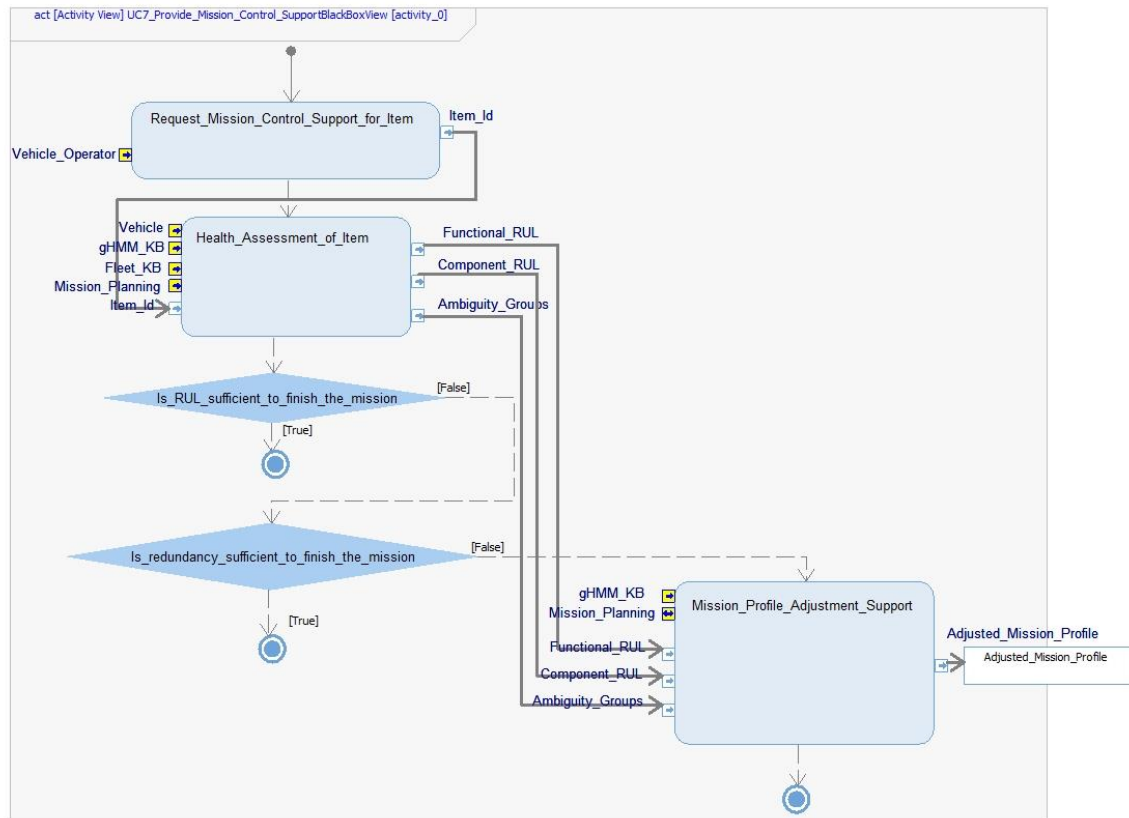 act [Activity View] UC7_Provide_Mission_Control_SupportBlackBoxView [activity_0]
Request_Mission_Control_Support_for_Item
Item_Id
Vehicle_Operator
Vehicle
gHMM_KB
Fleet_KB
Mission_Planning
Item_Id
Health_Assessment_of_Item
Functional_RUL
Component_RUL
Ambiguity_Groups
Is_RUL_sufficient_to_finish_the_mission
[False]
[True]
Is_redundancy_sufficient_to_finish_the_mission
[False]
[True]
gHMM_KB
Mission_Planning
Functional_RUL
Component_RUL
Ambiguity_Groups
Mission_Profile_Adjustment_Support
Adjusted_Mission_Profile
Adjusted_Mission_Profile